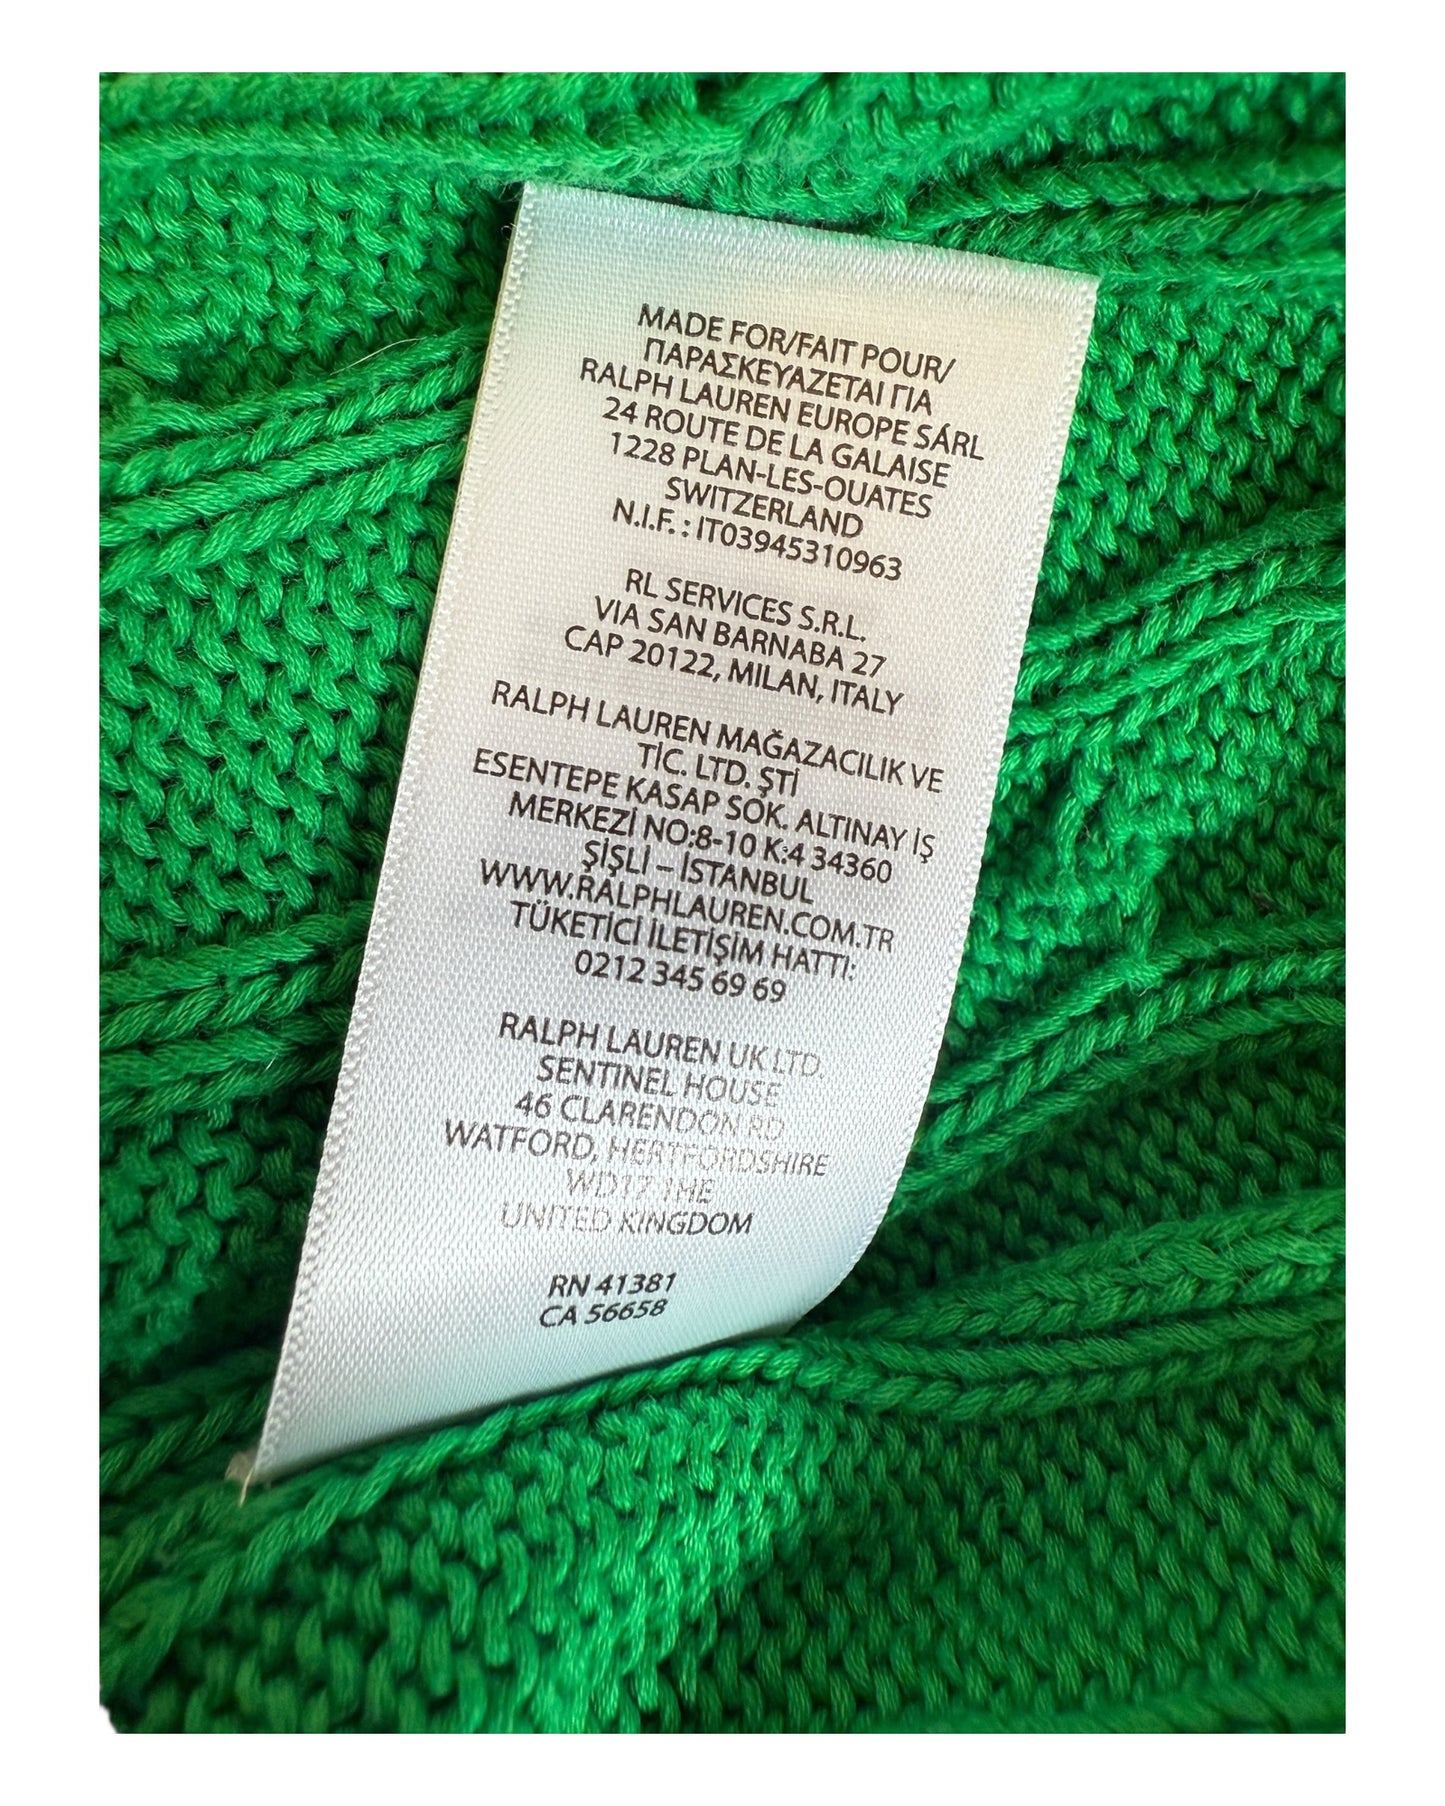 MADE FOR/FAIT POUR/
ΠΑΡΑΣΚΕΥΑΖΕΤΑΙ ΓΙΑ
RALPH LAUREN EUROPE SÁRL
24 ROUTE DE LA GALAISE
1228 PLAN-LES-OUATES
SWITZERLAND
N.I.F. : IT03945310963
RL SERVICES S.R.L.
VIA SAN BARNABA 27
CAP 20122, MILAN, ITALY
RALPH LAUREN MAĞAZACILIK VE
TİC. LTD. ŞTİ
ESENTEPE KASAP SOK. ALTINAY İŞ
MERKEZİ NO:8-10 K:4 34360
ŞİŞLİ – İSTANBUL
WWW.RALPHLAUREN.COM.TR
TÜKETİCİ İLETİŞİM HATTI:
0212 345 69 69
RALPH LAUREN UK LTD.
SENTINEL HOUSE
46 CLARENDON RD
WATFORD, HERTFORDSHIRE
WD17 1HE
UNITED KINGDOM
RN 41381
CA 56658